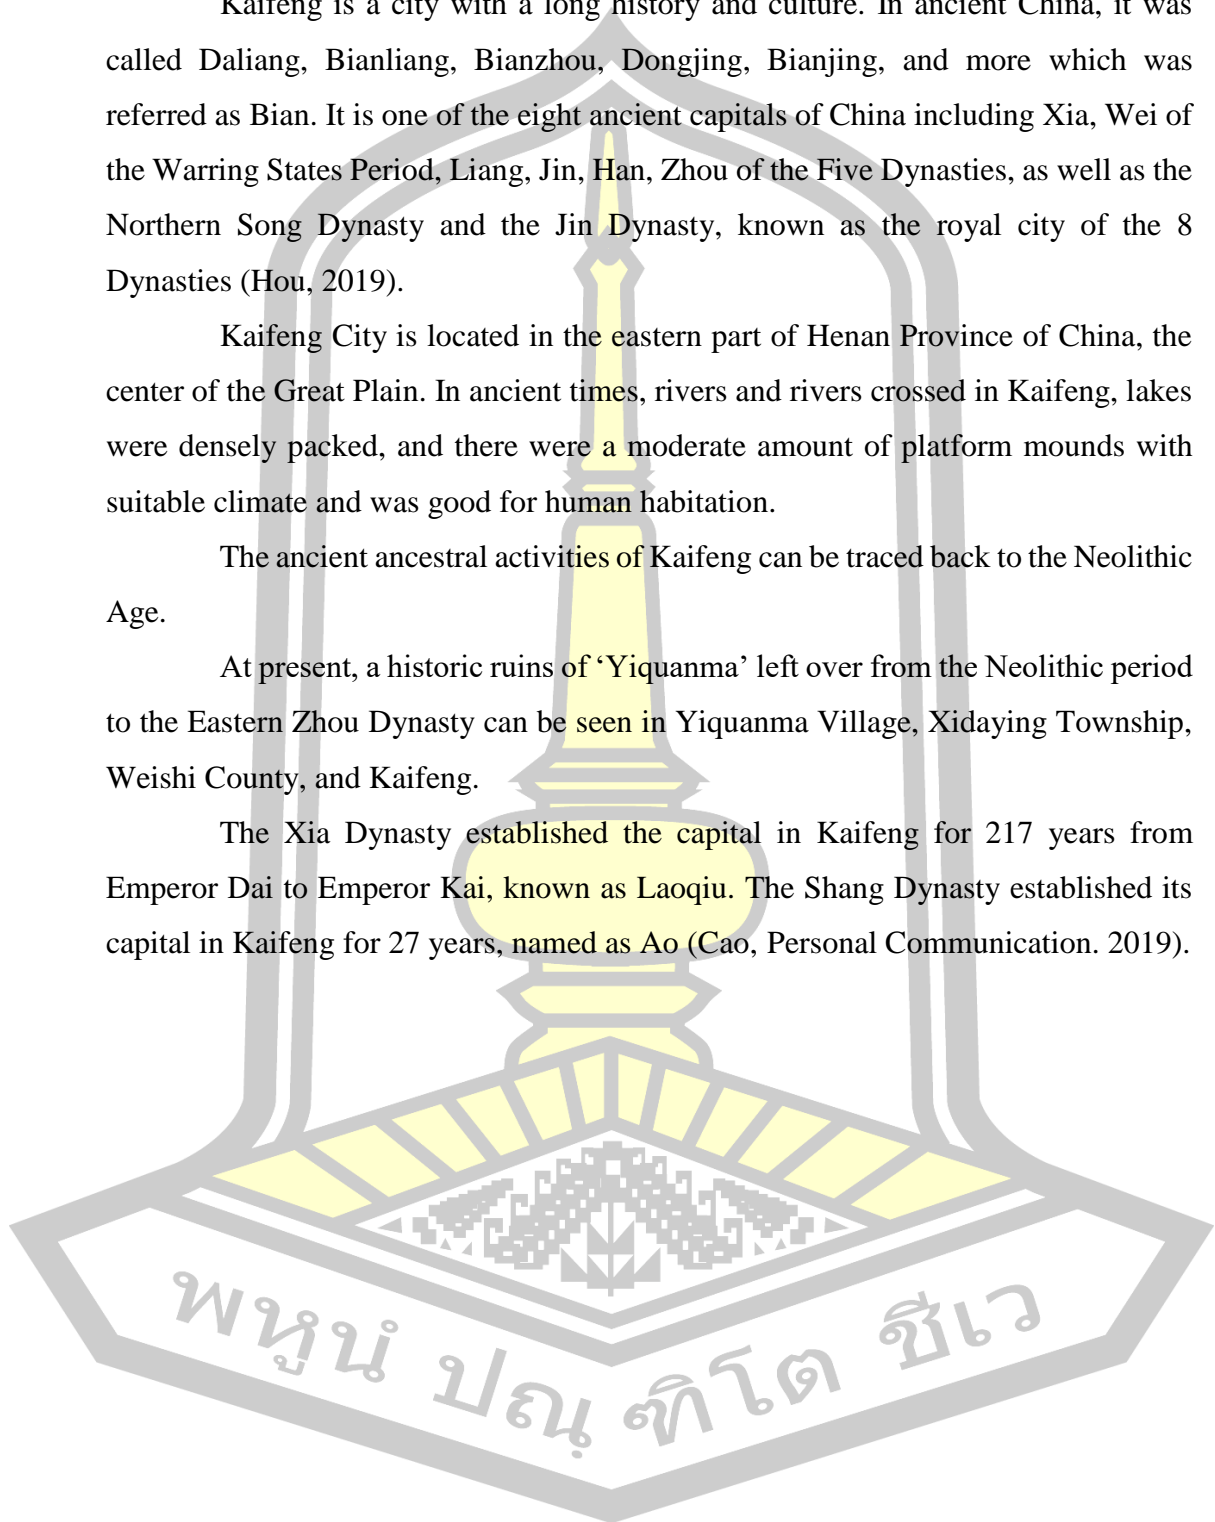 Kaifeng is a city with a long history and culture. In ancient China, it was
called Daliang, Bianliang, Bianzhou, Dongjing, Bianjing, and more which was
referred as Bian. It is one of the eight ancient capitals of China including Xia, Wei of
the Warring States Period, Liang, Jin, Han, Zhou of the Five Dynasties, as well as the
Northern Song Dynasty and the Jin Dynasty, known as the royal city of the 8
Dynasties (Hou, 2019).
Kaifeng City is located in the eastern part of Henan Province of China, the
center of the Great Plain. In ancient times, rivers and rivers crossed in Kaifeng, lakes
were densely packed, and there were a moderate amount of platform mounds with
suitable climate and was good for human habitation.
The ancient ancestral activities of Kaifeng can be traced back to the Neolithic
Age.
At present, a historic ruins of ‘Yiquanma’ left over from the Neolithic period
to the Eastern Zhou Dynasty can be seen in Yiquanma Village, Xidaying Township,
Weishi County, and Kaifeng.
The Xia Dynasty established the capital in Kaifeng for 217 years from
Emperor Dai to Emperor Kai, known as Laoqiu. The Shang Dynasty established its
capital in Kaifeng for 27 years, named as Ao (Cao, Personal Communication. 2019).
พหูนํ ปณฺฑิโต ชีเว